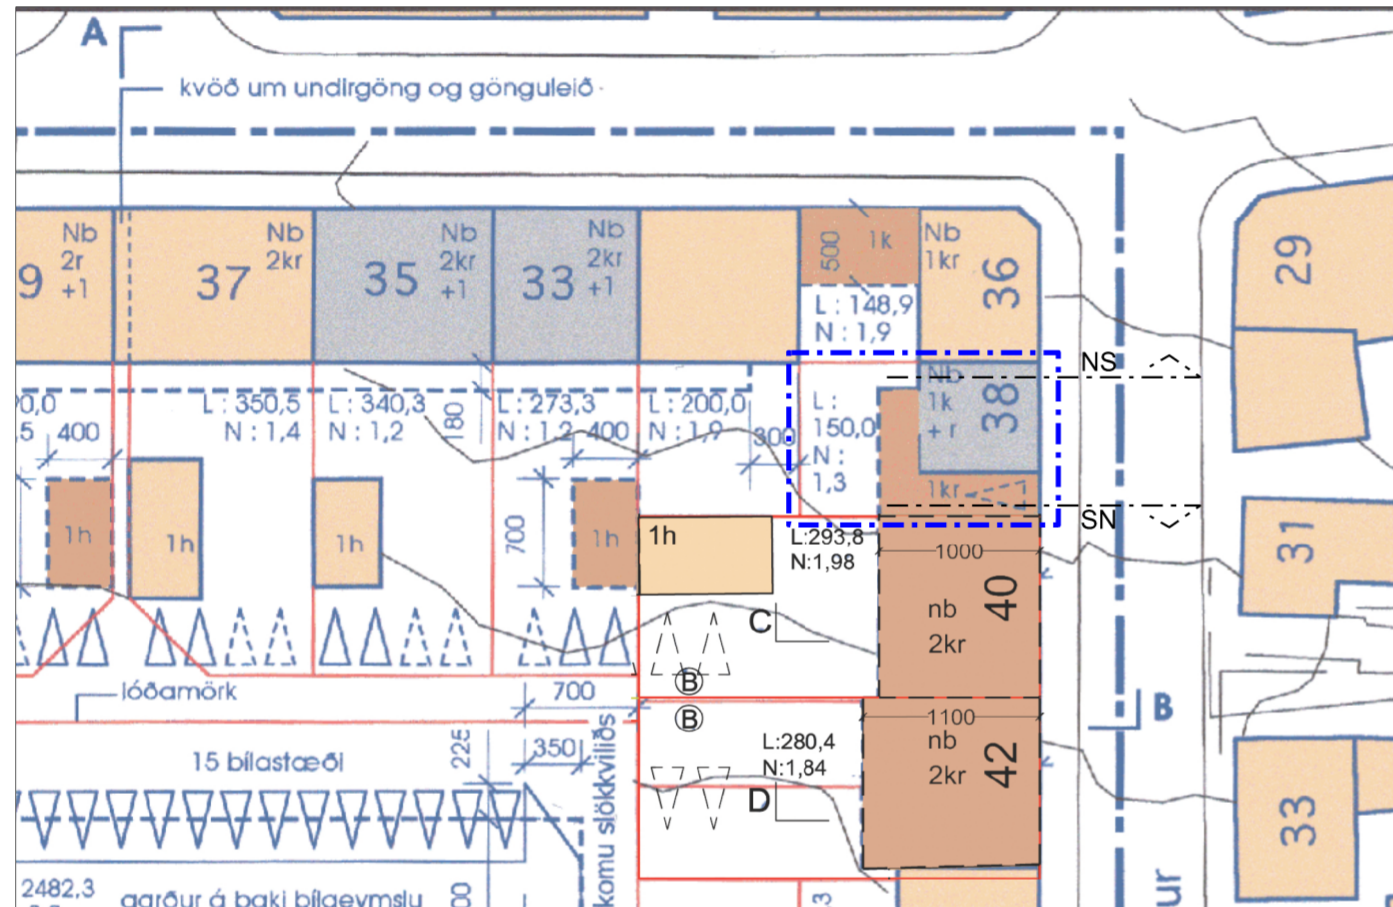 A
kvöð um undirgöng og gönguleið
9
Nb
2r
+1
37
Nb
2kr
35
Nb
2kr
+1
33
Nb
2kr
+1
500
1k
Nb
1kr
36
29
L : 148,9
N : 1,9
NS
L : 350,5
N : 1,4
L : 340,3
N : 1,2
180
L : 273,3
N : 1,2
L : 200,0
N : 1,9
300
L :
150,0
N :
1,3
Nb
1k
+ r
38
400
400
1kr
SN
1h
1h
1h
700
1h
1h
L:293,8
N:1,98
1000
40
nb
2kr
31
C
B
B
lóðamörk
700
1100
B
15 bílastæði
225
350
komu slökkviliðs
L:280,4
N:1,84
nb
2kr
42
D
33
2482,3
garður á baki bílgeymslu
ur